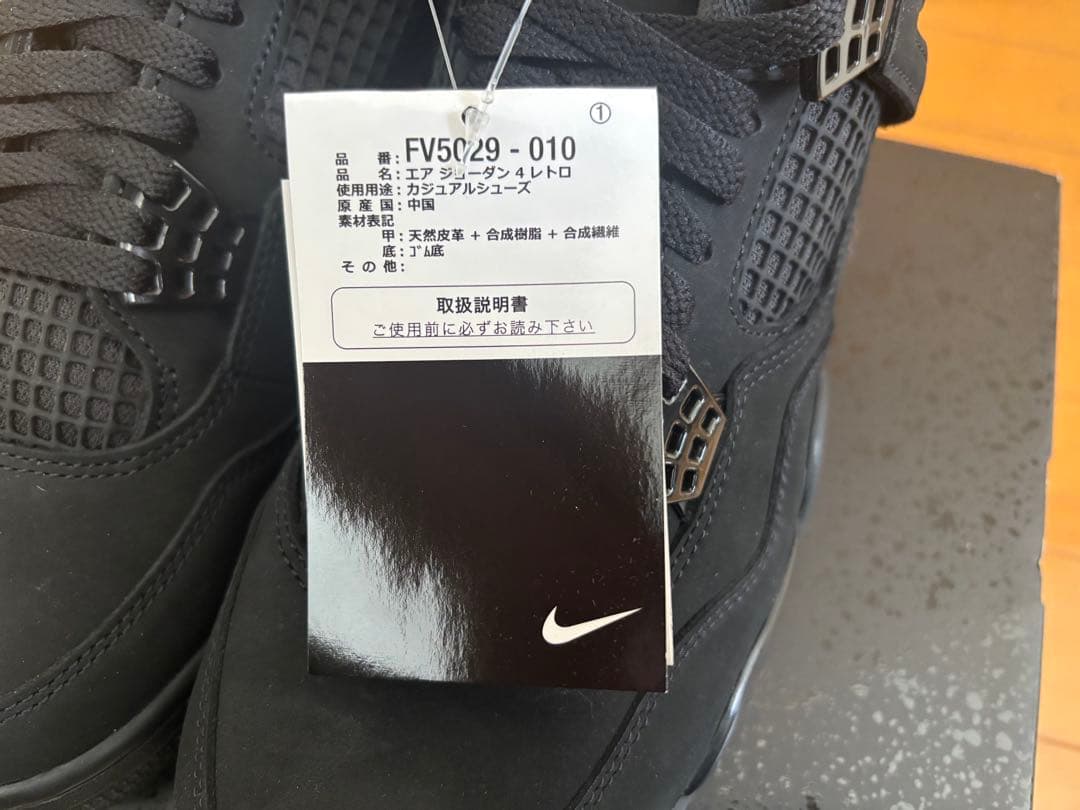 ①
品 番 : FV5029 - 010
品 名 : エア ジョーダン 4 レトロ
使用用途 : カジュアルシューズ
原 産 国 : 中国
素材表記
甲 : 天然皮革 + 合成樹脂 + 合成繊維
底 : ｺﾞﾑ底
そ の 他 :
取扱説明書
ご使用前に必ずお読み下さい